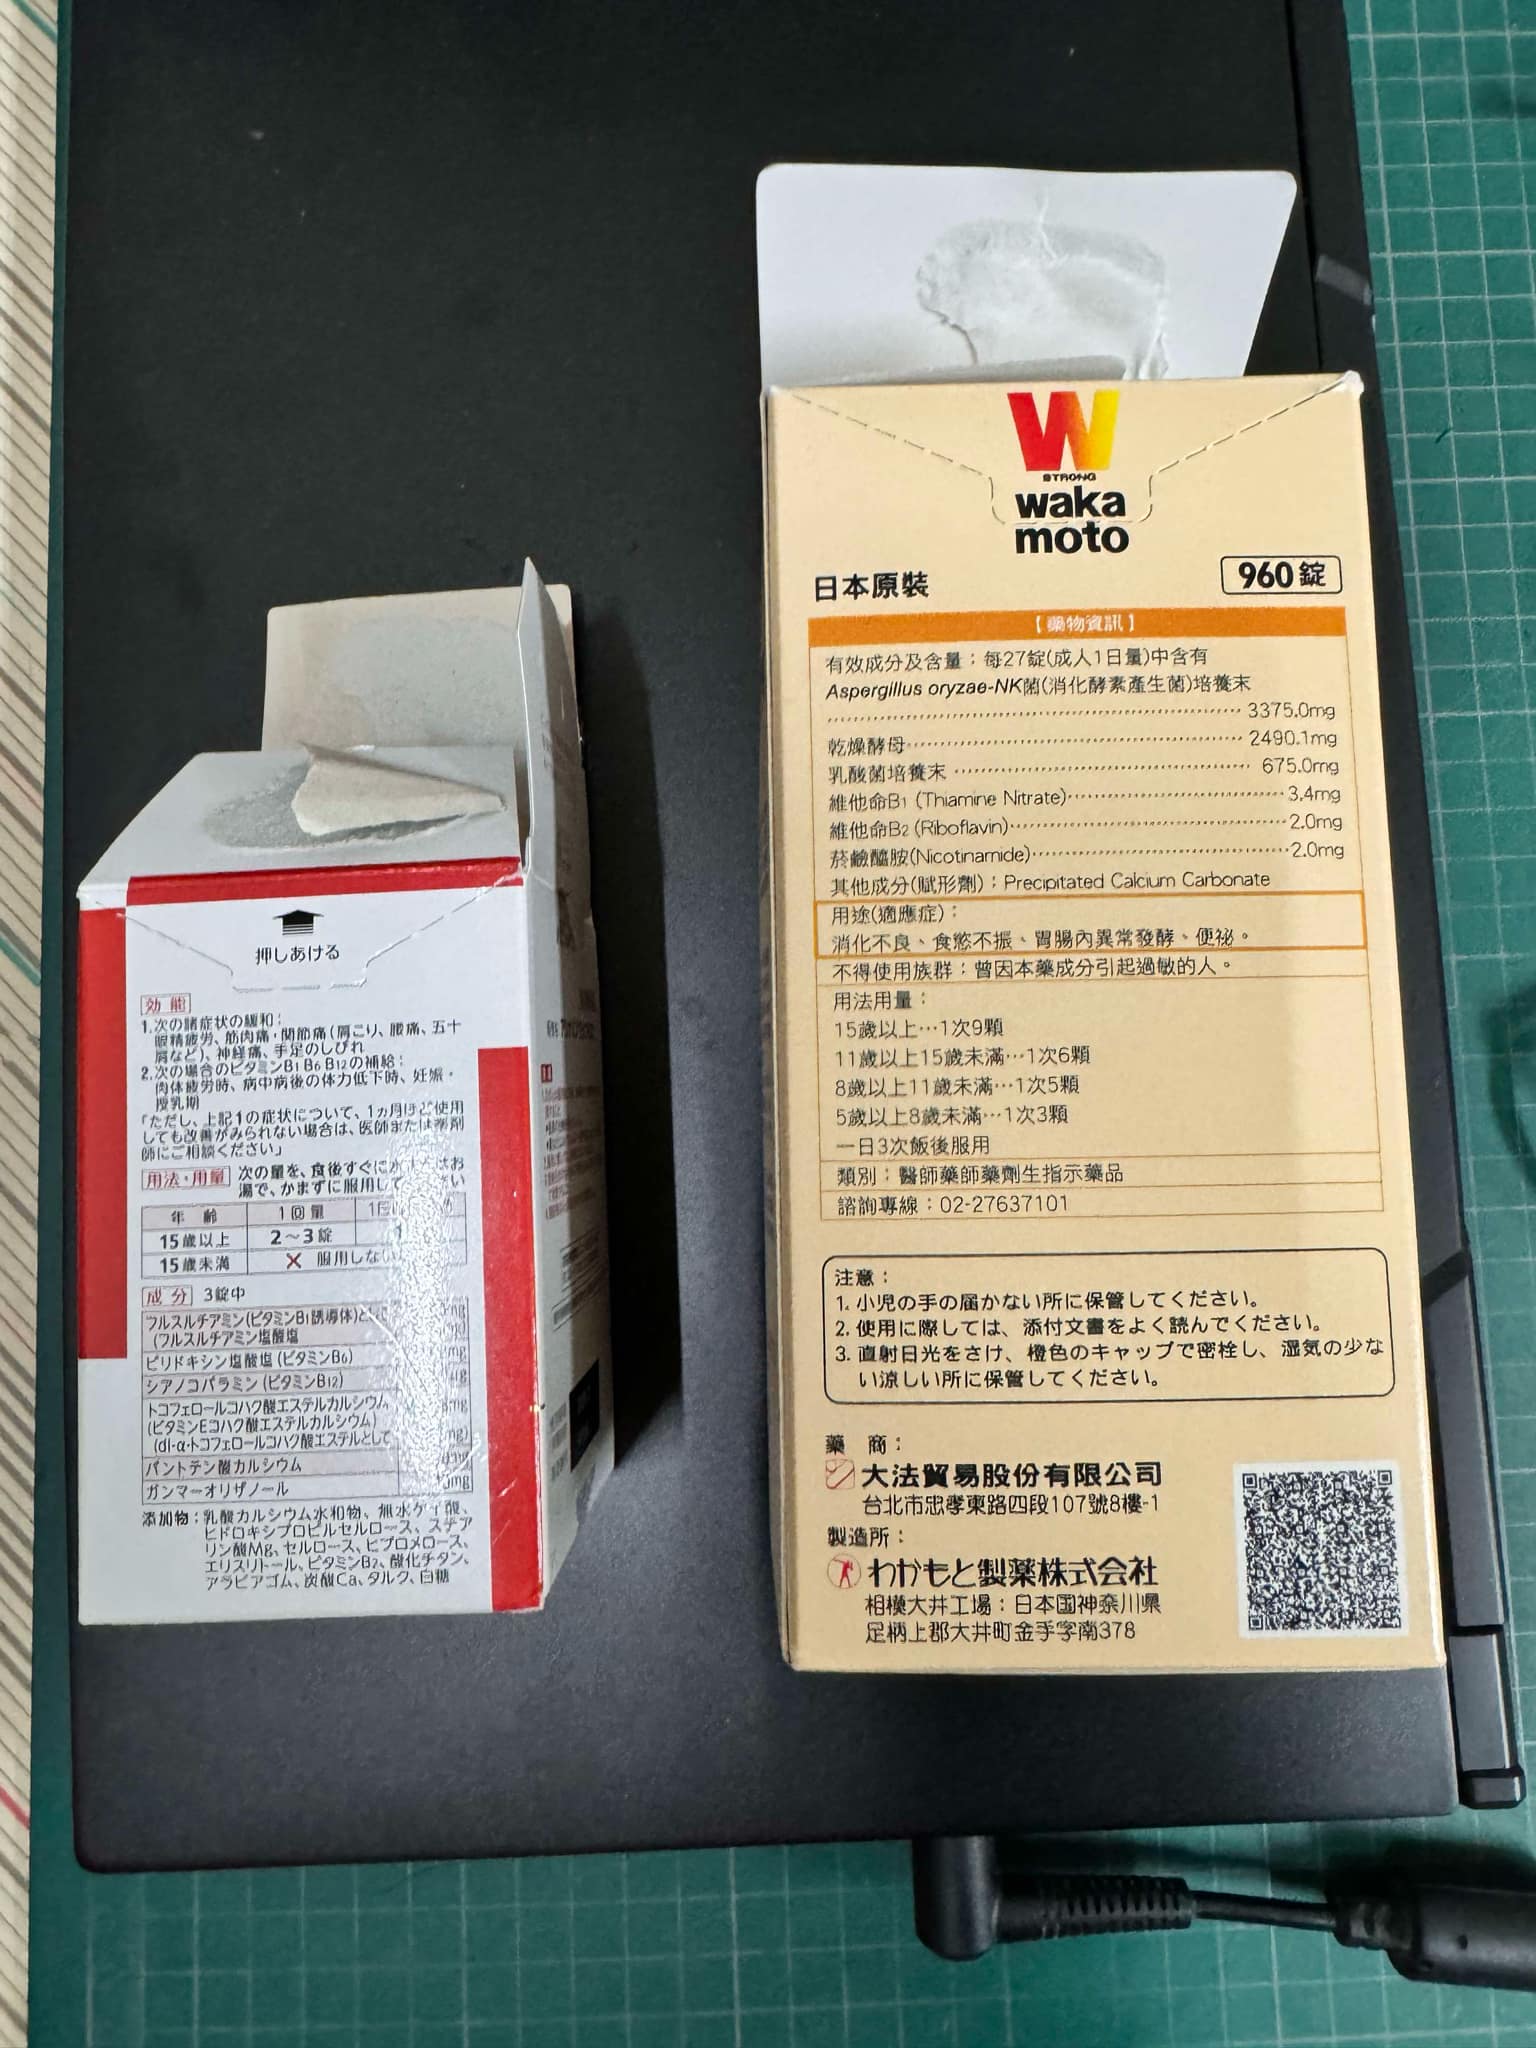 押しあける
効能
1.次の諸症状の緩和:
眼精疲労、筋肉痛・関節痛(肩こり、腰痛、五十
肩など)、神経痛、手足のしびれ
2.次の場合のビタミンB1 B6 B12の補給:
肉体疲労時、病中病後の体力低下時、妊娠・
授乳期
「ただし、上記1の症状について、1ヵ月ほど使用
しても改善がみられない場合は、医師または薬剤
師にご相談ください」
用法・用量 次の量を、食後すぐに水またはお
湯で、かまずに服用して
年齢 1回量
15歳以上 2〜3錠 1
15歳未満 × 服用しない
成分 3錠中
フルスルチアミン(ビタミンB1誘導体)とし
(フルスルチアミン塩酸塩
ピリドキシン塩酸塩(ビタミンB6)
シアノコバラミン(ビタミンB12)
トコフェロールコハク酸エステルカルシウム
(ビタミンEコハク酸エステルカルシウム)
(dl-α-トコフェロールコハク酸エステルとして
パントテン酸カルシウム
ガンマーオリザノール
添加物:乳酸カルシウム水和物、無水ケイ酸、
ヒドロキシプロピルセルロース、ステア
リン酸Mg、セルロース、ヒプロメロース、
エリスリトール、ビタミンB2、酸化チタン、
アラビアゴム、炭酸Ca、タルク、白糖
W
STRONG
waka
moto
日本原裝
960錠
【藥物資訊】
有效成分及含量:每27錠(成人1日量)中含有
Aspergillus oryzae-NK菌(消化酵素產生菌)培養末
3375.0mg
乾燥酵母 2490.1mg
乳酸菌培養末 675.0mg
維他命B1 (Thiamine Nitrate) 3.4mg
維他命B2 (Riboflavin) 2.0mg
菸鹼醯胺(Nicotinamide) 2.0mg
其他成分(賦形劑):Precipitated Calcium Carbonate
用途(適應症):
消化不良、食慾不振、胃腸內異常發酵、便祕。
不得使用族群:曾因本藥成分引起過敏的人。
用法用量:
15歲以上…1次9顆
11歲以上15歲未滿…1次6顆
8歲以上11歲未滿…1次5顆
5歲以上8歲未滿…1次3顆
一日3次飯後服用
類別:醫師藥師藥劑生指示藥品
諮詢專線:02-27637101
注意:
1. 小児の手の届かない所に保管してください。
2. 使用に際しては、添付文書をよく読んでください。
3. 直射日光をさけ、橙色のキャップで密栓し、湿気の少な
い涼しい所に保管してください。
藥 商:
大法貿易股份有限公司
台北市忠孝東路四段107號8樓-1
製造所:
わかもと製薬株式会社
相模大井工場:日本国神奈川県
足柄上郡大井町金手字南378